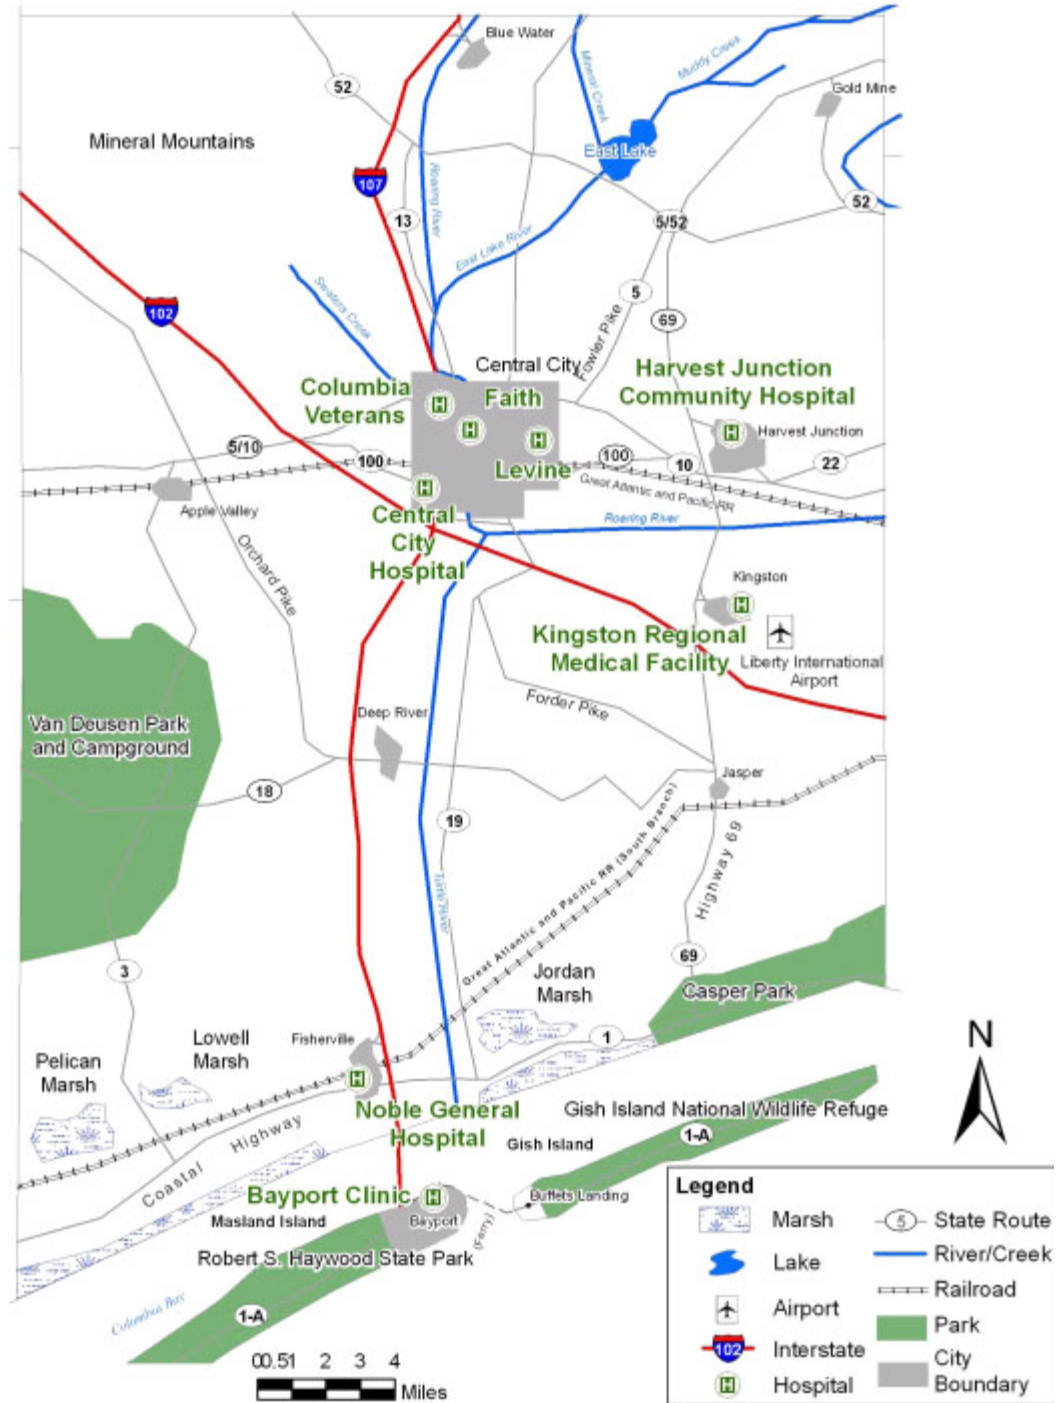 Blue Water
Mineral Creek
Muddy Creek
Gold Mine
52
Mineral Mountains
East Lake
107
Roaring River
13
5/52
52
East Lake River
Swatera Creek
5
102
69
Fowler Pike
Central City
Harvest Junction
Community Hospital
Columbia
Veterans
Faith
Harvest Junction
5/10
100
Levine
100
10
22
Great Atlantic and Pacific RR
Apple Valley
Central
City
Hospital
Roaring River
Orchard Pike
Kingston
Kingston Regional
Medical Facility
Liberty International
Airport
Forder Pike
Van Deusen Park
and Campground
Deep River
Jasper
18
19
Great Atlantic and Pacific RR (South Branch)
Highway 69
Turtle River
3
Jordan
Marsh
69
Casper Park
Lowell
Marsh
Fisherville
1
Pelican
Marsh
Noble General
Hospital
Gish Island National Wildlife Refuge
Highway
Coastal
Gish Island
1-A
Bayport Clinic
Buffets Landing
Masland Island
Bayport
(Ferry)
Robert S. Haywood State Park
Columbia Bay
1-A
N
00.51 2 3 4
Miles
Legend
Marsh
5 State Route
Lake
River/Creek
Airport
Railroad
102 Interstate
Park
H Hospital
City
Boundary